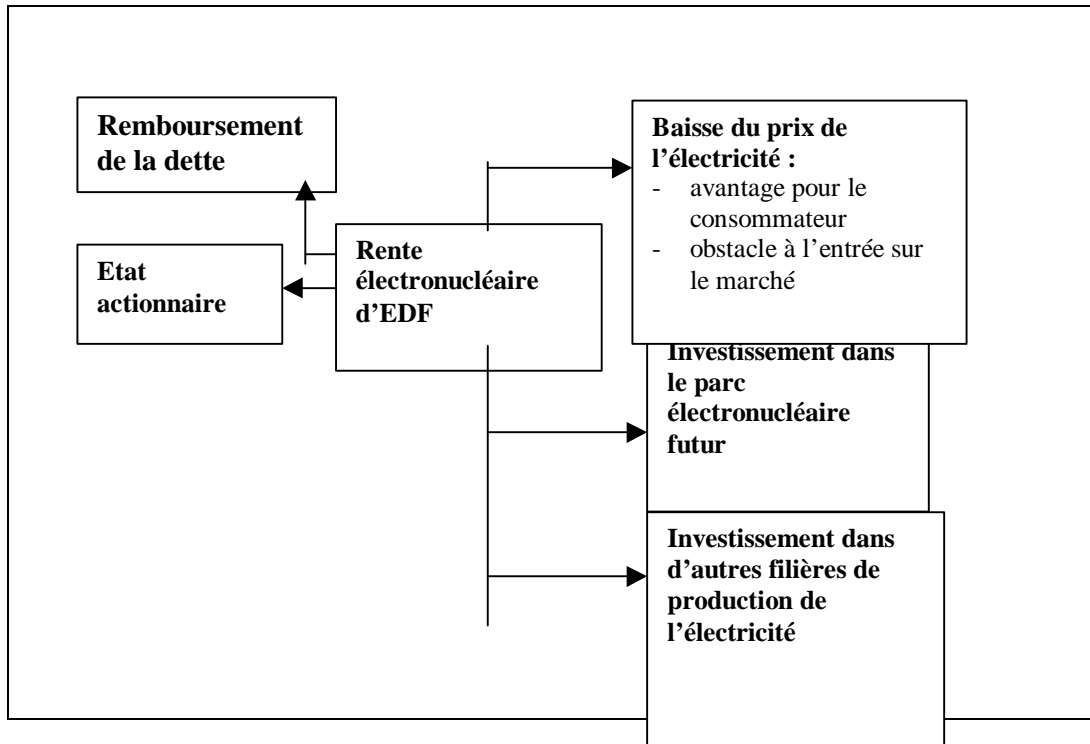 Remboursement
de la dette
Etat
actionnaire
Rente
électronucléaire
d’EDF
Baisse du prix de
l’électricité :
- avantage pour le
consommateur
- obstacle à l’entrée sur
le marché
Investissement dans
le parc
électronucléaire
futur
Investissement dans
d’autres filières de
production de
l’électricité